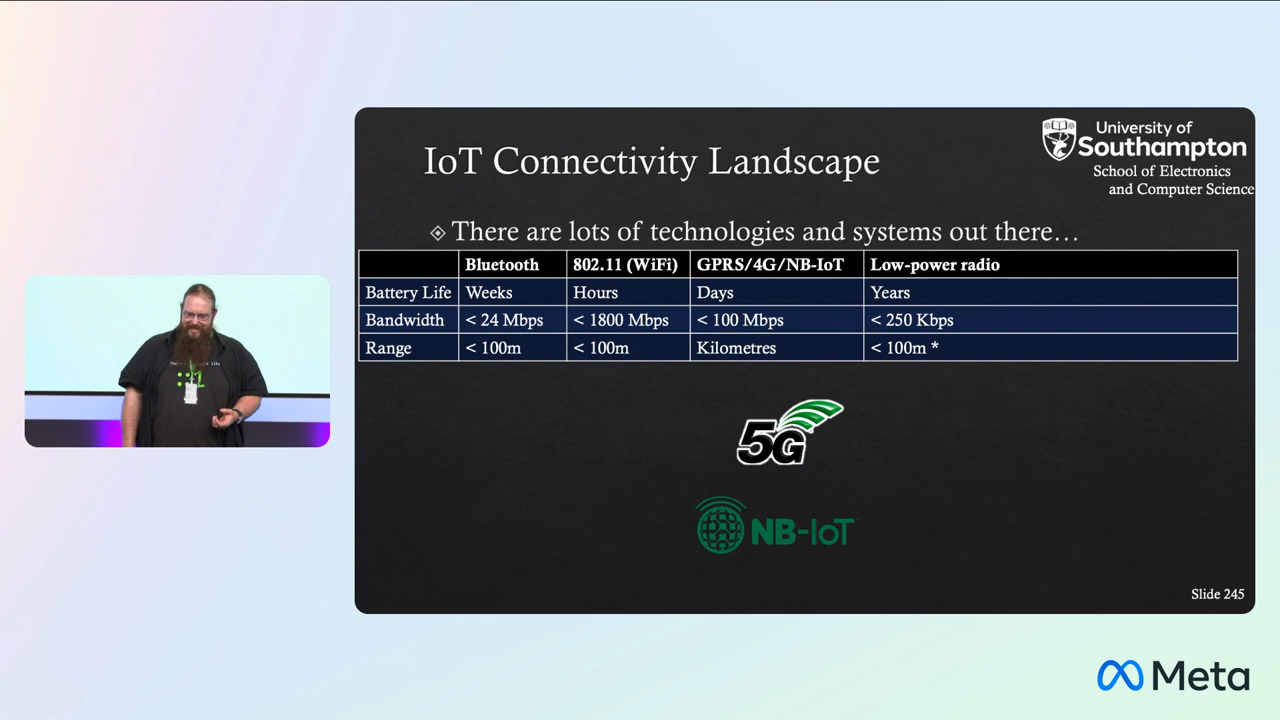 University of
Southampton
School of Electronics
and Computer Science
IoT Connectivity Landscape
There are lots of technologies and systems out there…
Bluetooth 802.11 (WiFi) GPRS/4G/NB-IoT Low-power radio
Battery Life Weeks Hours Days Years
Bandwidth < 24 Mbps < 1800 Mbps < 100 Mbps < 250 Kbps
Range < 100m < 100m Kilometres < 100m *
5G
NB-IoT
Slide 245
Meta